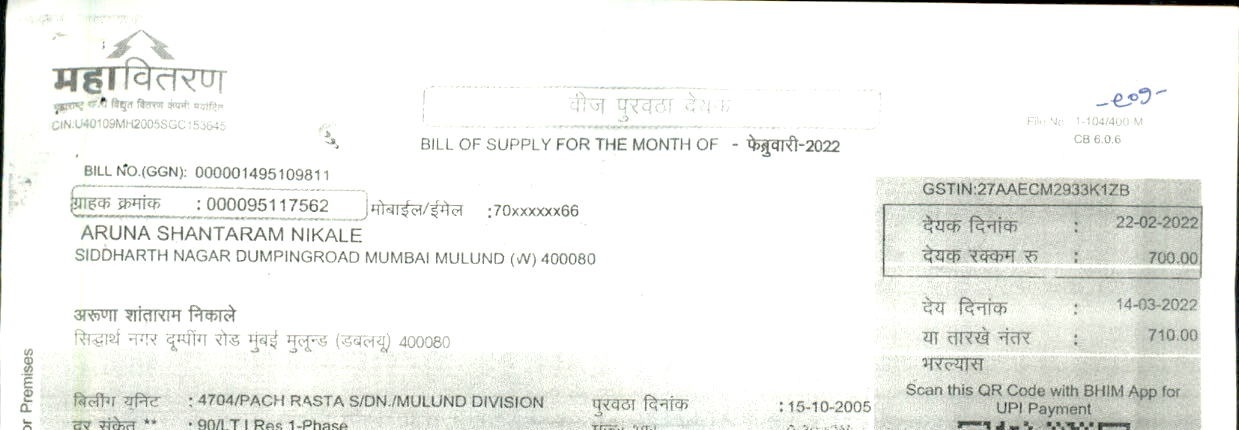 महावितरण
महाराष्ट्र राज्य विद्युत वितरण कंपनी मर्यादित
CIN:U40109MH2005SGC153645
वीज पुरवठा देयक
-e09-
File No. 1-104/400-M
CB 6.0.6
BILL OF SUPPLY FOR THE MONTH OF - फेब्रुवारी-2022
BILL NO.(GGN): 000001495109811
GSTIN:27AAECM2933K1ZB
ग्राहक क्रमांक : 000095117562 मोबाईल/ईमेल :70xxxxxx66
देयक दिनांक : 22-02-2022
ARUNA SHANTARAM NIKALE
SIDDHARTH NAGAR DUMPINGROAD MUMBAI MULUND (W) 400080
देयक रक्कम रु : 700.00
देय दिनांक : 14-03-2022
अरूणा शांताराम निकाले
सिद्धार्थ नगर दूम्पींग रोड मुंबई मुलून्ड (डबलयू) 400080
या तारखे नंतर : 710.00
भरल्यास
Scan this QR Code with BHIM App for
UPI Payment
or Premises
बिलींग युनिट : 4704/PACH RASTA S/DN./MULUND DIVISION पुरवठा दिनांक : 15-10-2005
दर संकेत ** : 90/LT I Res 1-Phase